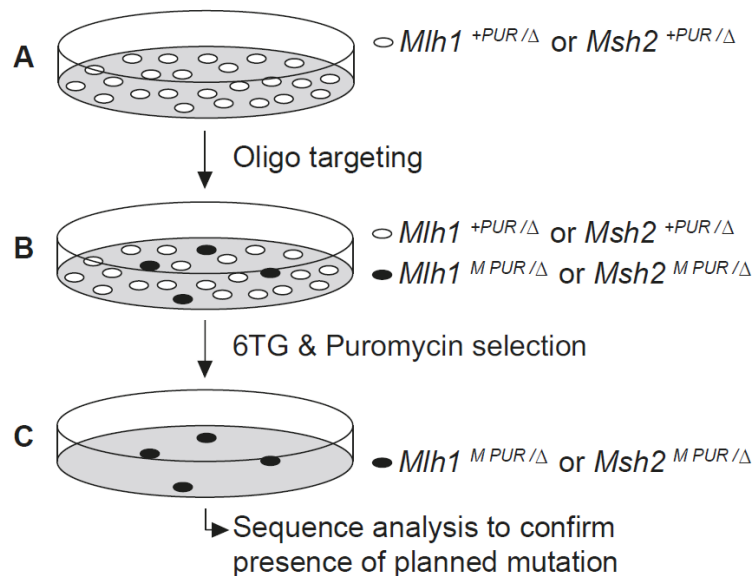 A
Mlh1 +PUR/Δ or Msh2 +PUR/Δ
Oligo targeting
B
Mlh1 +PUR/Δ or Msh2 +PUR/Δ
Mlh1 M PUR/Δ or Msh2 M PUR/Δ
6TG & Puromycin selection
C
Mlh1 M PUR/Δ or Msh2 M PUR/Δ
Sequence analysis to confirm
presence of planned mutation